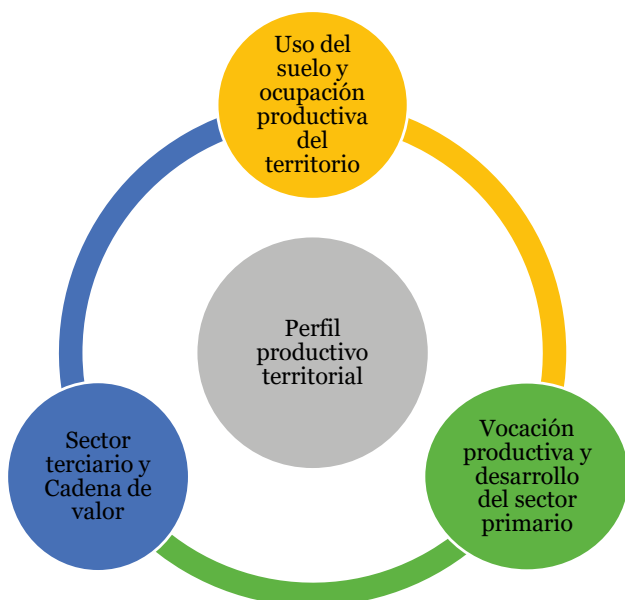 Uso del
suelo y
ocupación
productiva
del
territorio
Perfil
productivo
territorial
Sector
terciario y
Cadena de
valor
Vocación
productiva y
desarrollo
del sector
primario